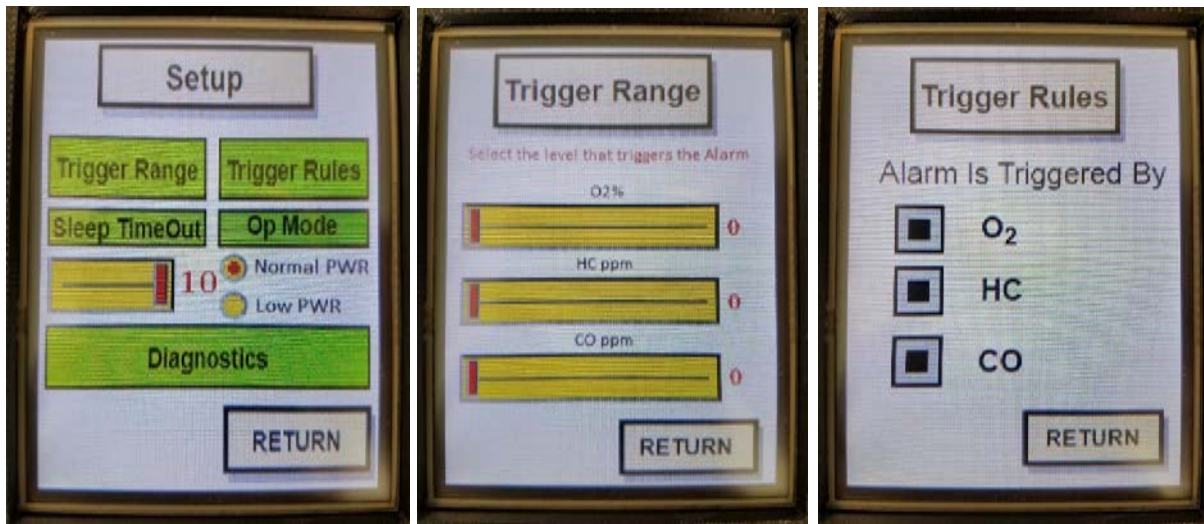 Setup
Trigger Range Trigger Rules
Sleep TimeOut Op Mode
10 Normal PWR
Low PWR
Diagnostics
RETURN
Trigger Range
Select the level that triggers the Alarm
O2%
0
HC ppm
0
CO ppm
0
RETURN
Trigger Rules
Alarm Is Triggered By
O₂
HC
CO
RETURN